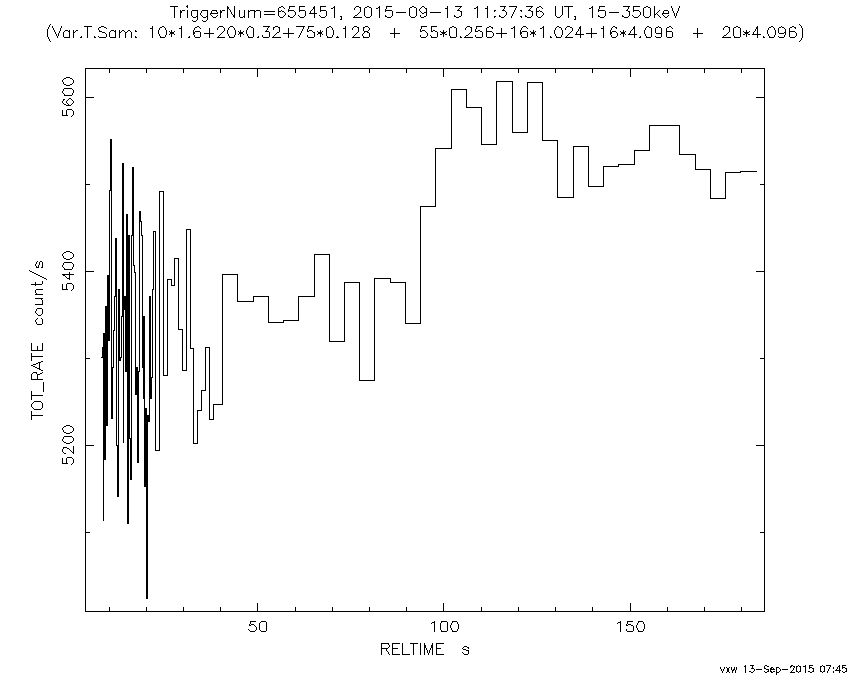 TriggerNum=655451, 2015-09-13 11:37:36 UT, 15-350keV
(Var.T.Sam: 10*1.6+20*0.32+75*0.128 + 55*0.256+16*1.024+16*4.096 + 20*4.096)
5600
5400
5200
TOT_RATE count/s
50 100 150
RELTIME s
vxw 13-Sep-2015 07:45